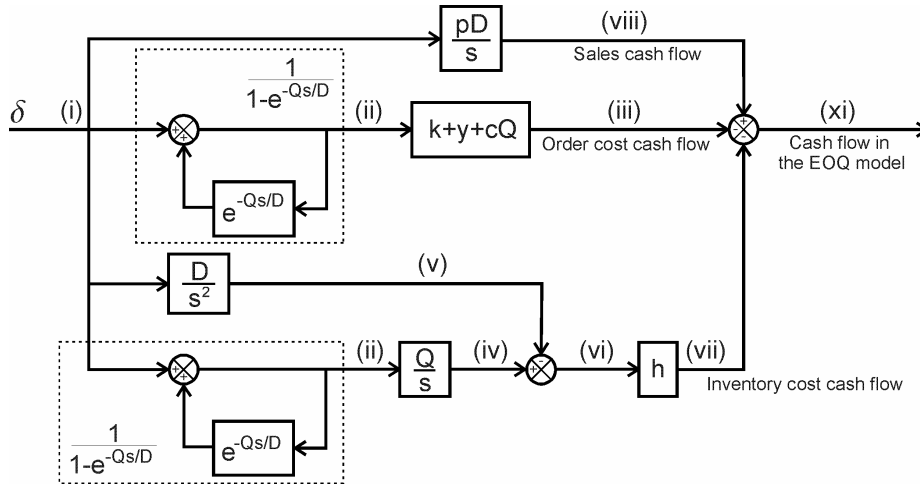 pD
s
(viii)
Sales cash flow
1
1-e^-Qs/D
δ (i)
+
+
(ii)
k+y+cQ
(iii)
Order cost cash flow
+
-
-
(xi)
Cash flow in
the EOQ model
e^-Qs/D
D
s²
(v)
+
+
(ii)
Q
s
(iv)
-
+
(vi)
h
(vii)
Inventory cost cash flow
1
1-e^-Qs/D
e^-Qs/D